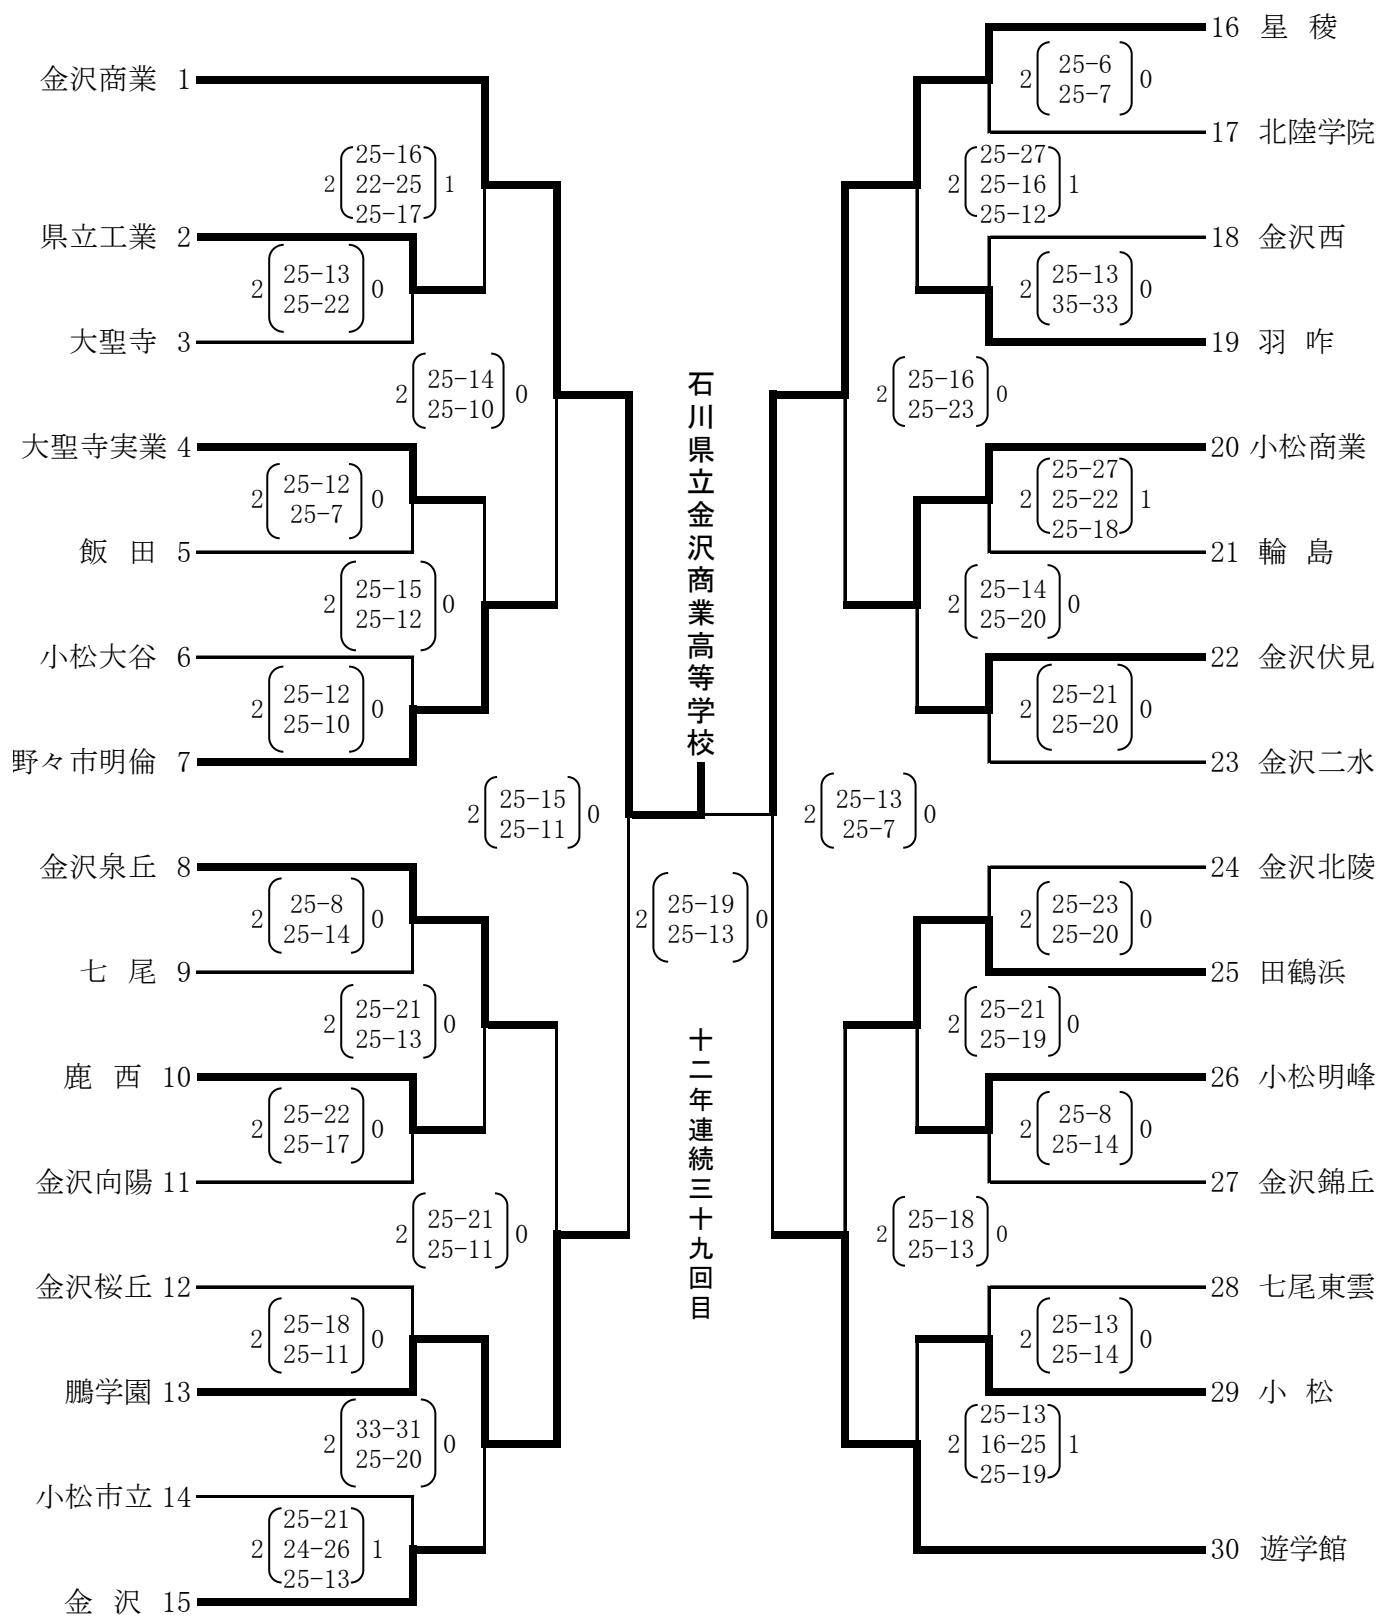 金沢商業 1
2 25-16 1
22-25
25-17
県立工業 2
2 25-13 0
25-22
大聖寺 3
2 25-14 0
25-10
大聖寺実業 4
2 25-12 0
25-7
飯 田 5
2 25-15 0
25-12
小松大谷 6
2 25-12 0
25-10
野々市明倫 7
2 25-15 0
25-11
金沢泉丘 8
2 25-8 0
25-14
七 尾 9
2 25-21 0
25-13
鹿 西 10
2 25-22 0
25-17
金沢向陽 11
2 25-21 0
25-11
金沢桜丘 12
2 25-18 0
25-11
鵬学園 13
2 33-31 0
25-20
小松市立 14
2 25-21 1
24-26
25-13
金 沢 15
石川県立金沢商業高等学校
2 25-19 0
25-13
十二年連続三十九回目
16 星 稜
2 25-6 0
25-7
17 北陸学院
2 25-27 1
25-16
25-12
18 金沢西
2 25-13 0
35-33
19 羽 咋
2 25-16 0
25-23
20 小松商業
2 25-27 1
25-22
25-18
21 輪 島
2 25-14 0
25-20
22 金沢伏見
2 25-21 0
25-20
23 金沢二水
2 25-13 0
25-7
24 金沢北陵
2 25-23 0
25-20
25 田鶴浜
2 25-21 0
25-19
26 小松明峰
2 25-8 0
25-14
27 金沢錦丘
2 25-18 0
25-13
28 七尾東雲
2 25-13 0
25-14
29 小 松
2 25-13 1
16-25
25-19
30 遊学館